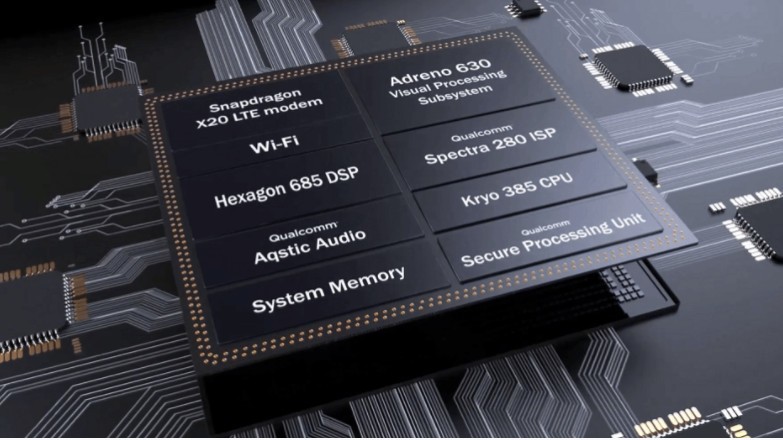 Snapdragon
X20 LTE modem
Wi-Fi
Hexagon 685 DSP
Qualcomm
Aqstic Audio
System Memory
Adreno 630
Visual Processing
Subsystem
Qualcomm
Spectra 280 ISP
Kryo 385 CPU
Qualcomm
Secure Processing Unit